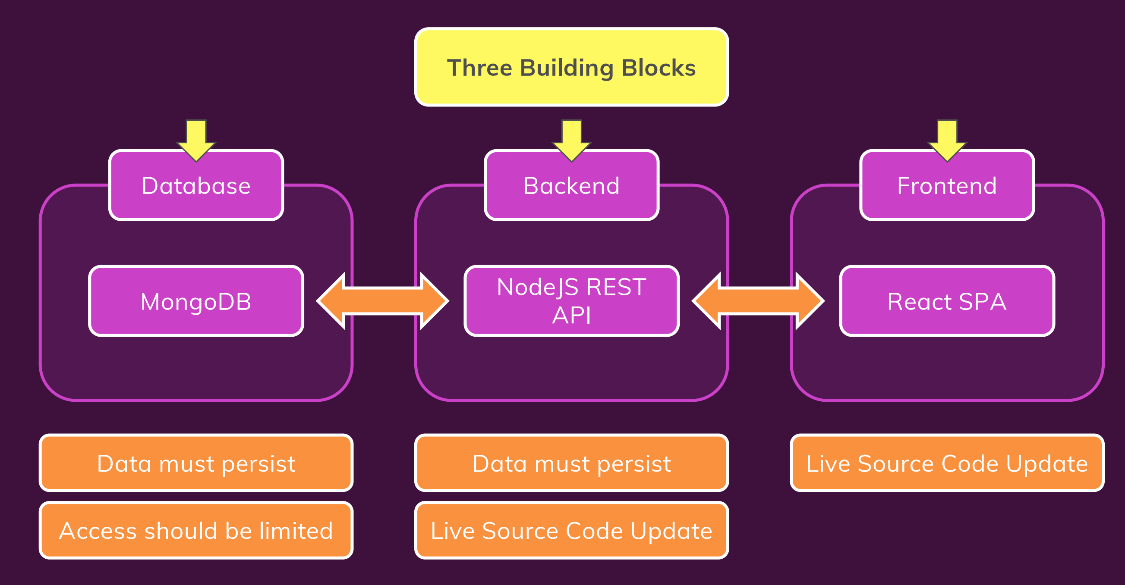 Three Building Blocks
Database
Backend
Frontend
MongoDB
NodeJS REST
API
React SPA
Data must persist
Data must persist
Live Source Code Update
Access should be limited
Live Source Code Update